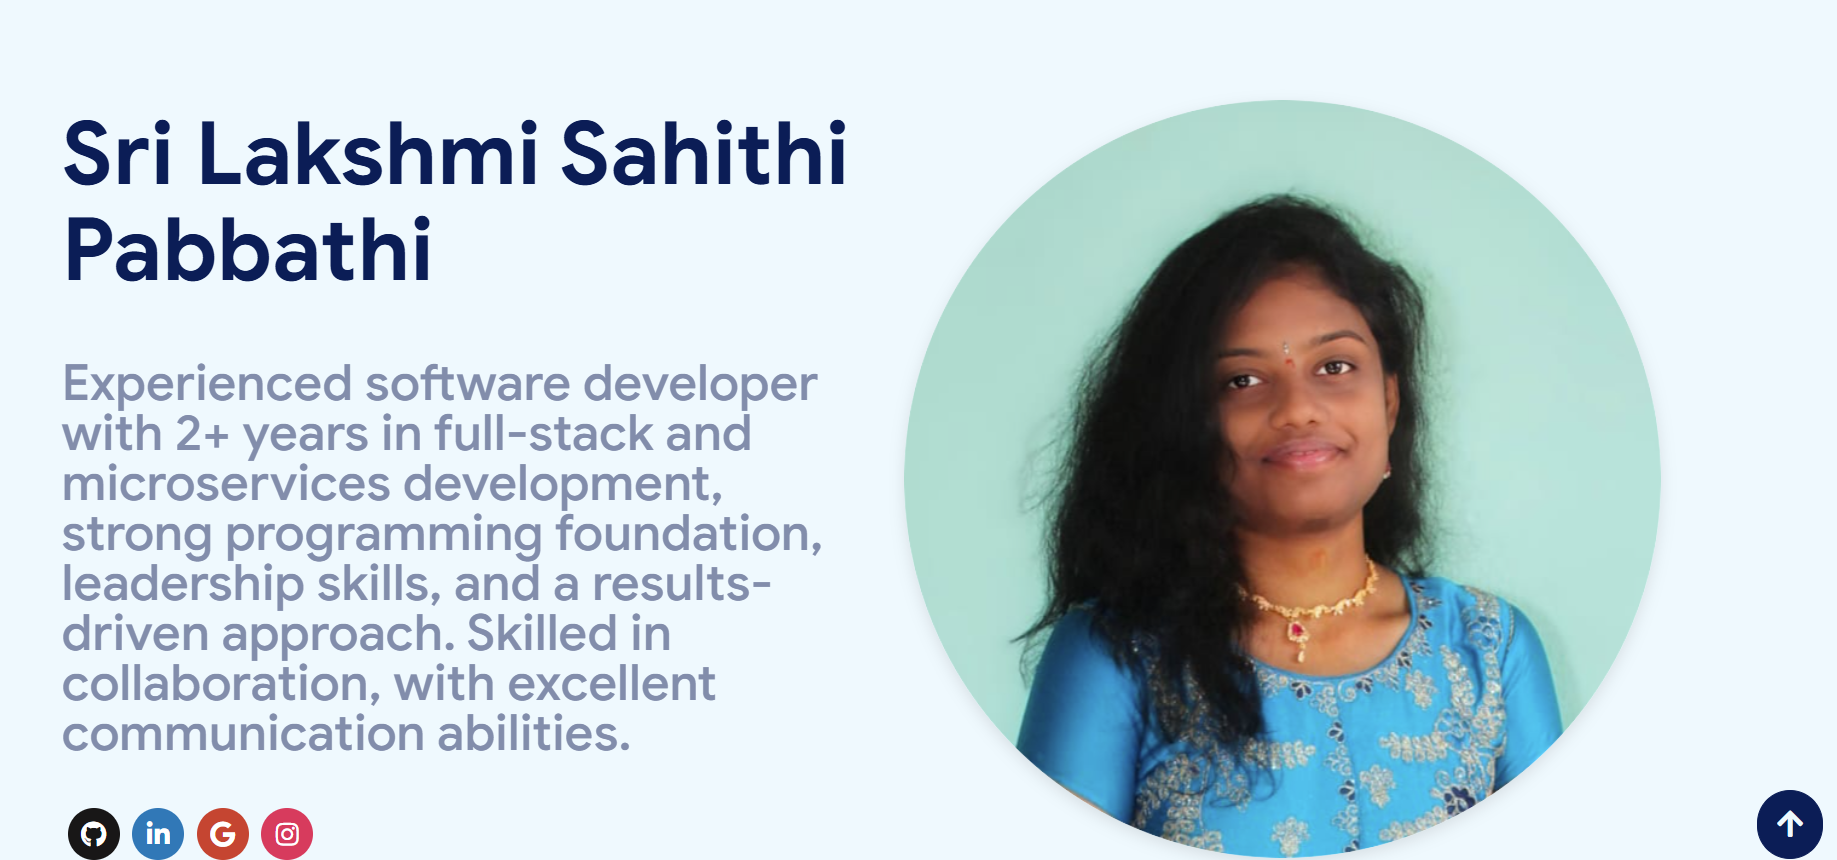 Sri Lakshmi Sahithi
Pabbathi
Experienced software developer
with 2+ years in full-stack and
microservices development,
strong programming foundation,
leadership skills, and a results-
driven approach. Skilled in
collaboration, with excellent
communication abilities.
in
G